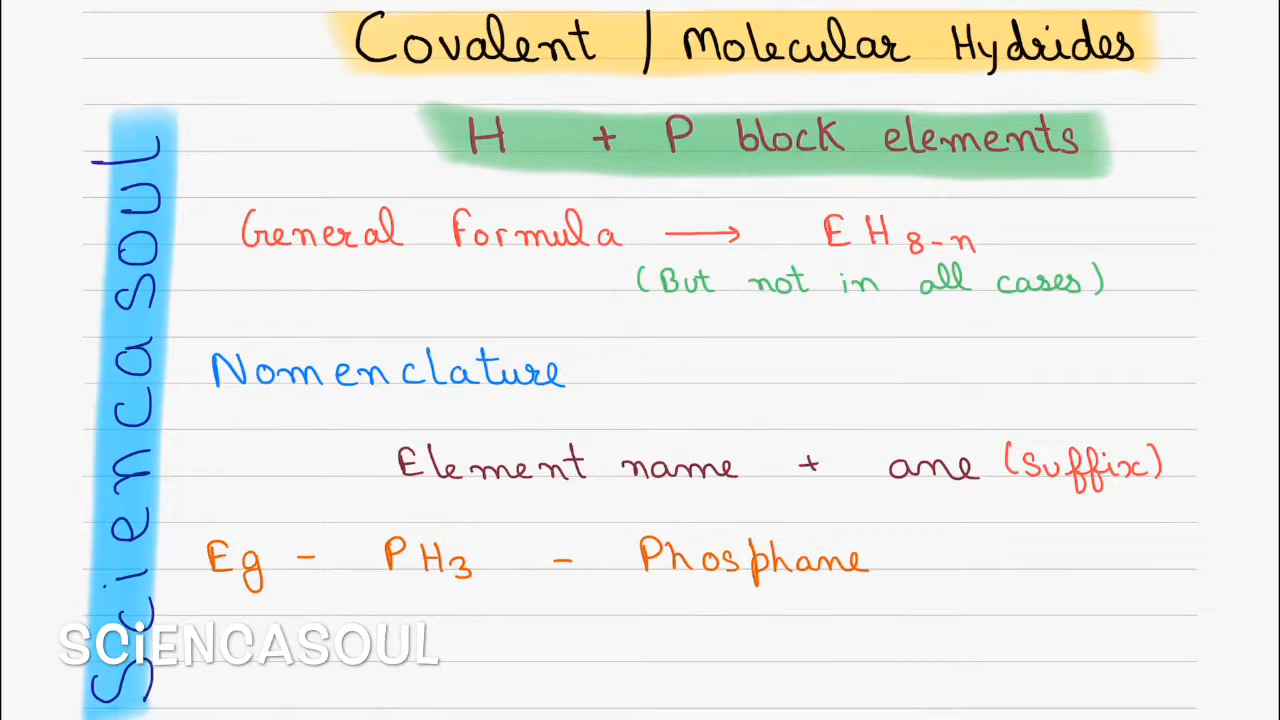 Covalent / Molecular Hydrides
H + P block elements
General Formula → EH8-n
(But not in all cases)
Nomenclature
Element name + ane (suffix)
Eg - PH3 - Phosphane
Sciencasoul
SCiENCASOUL